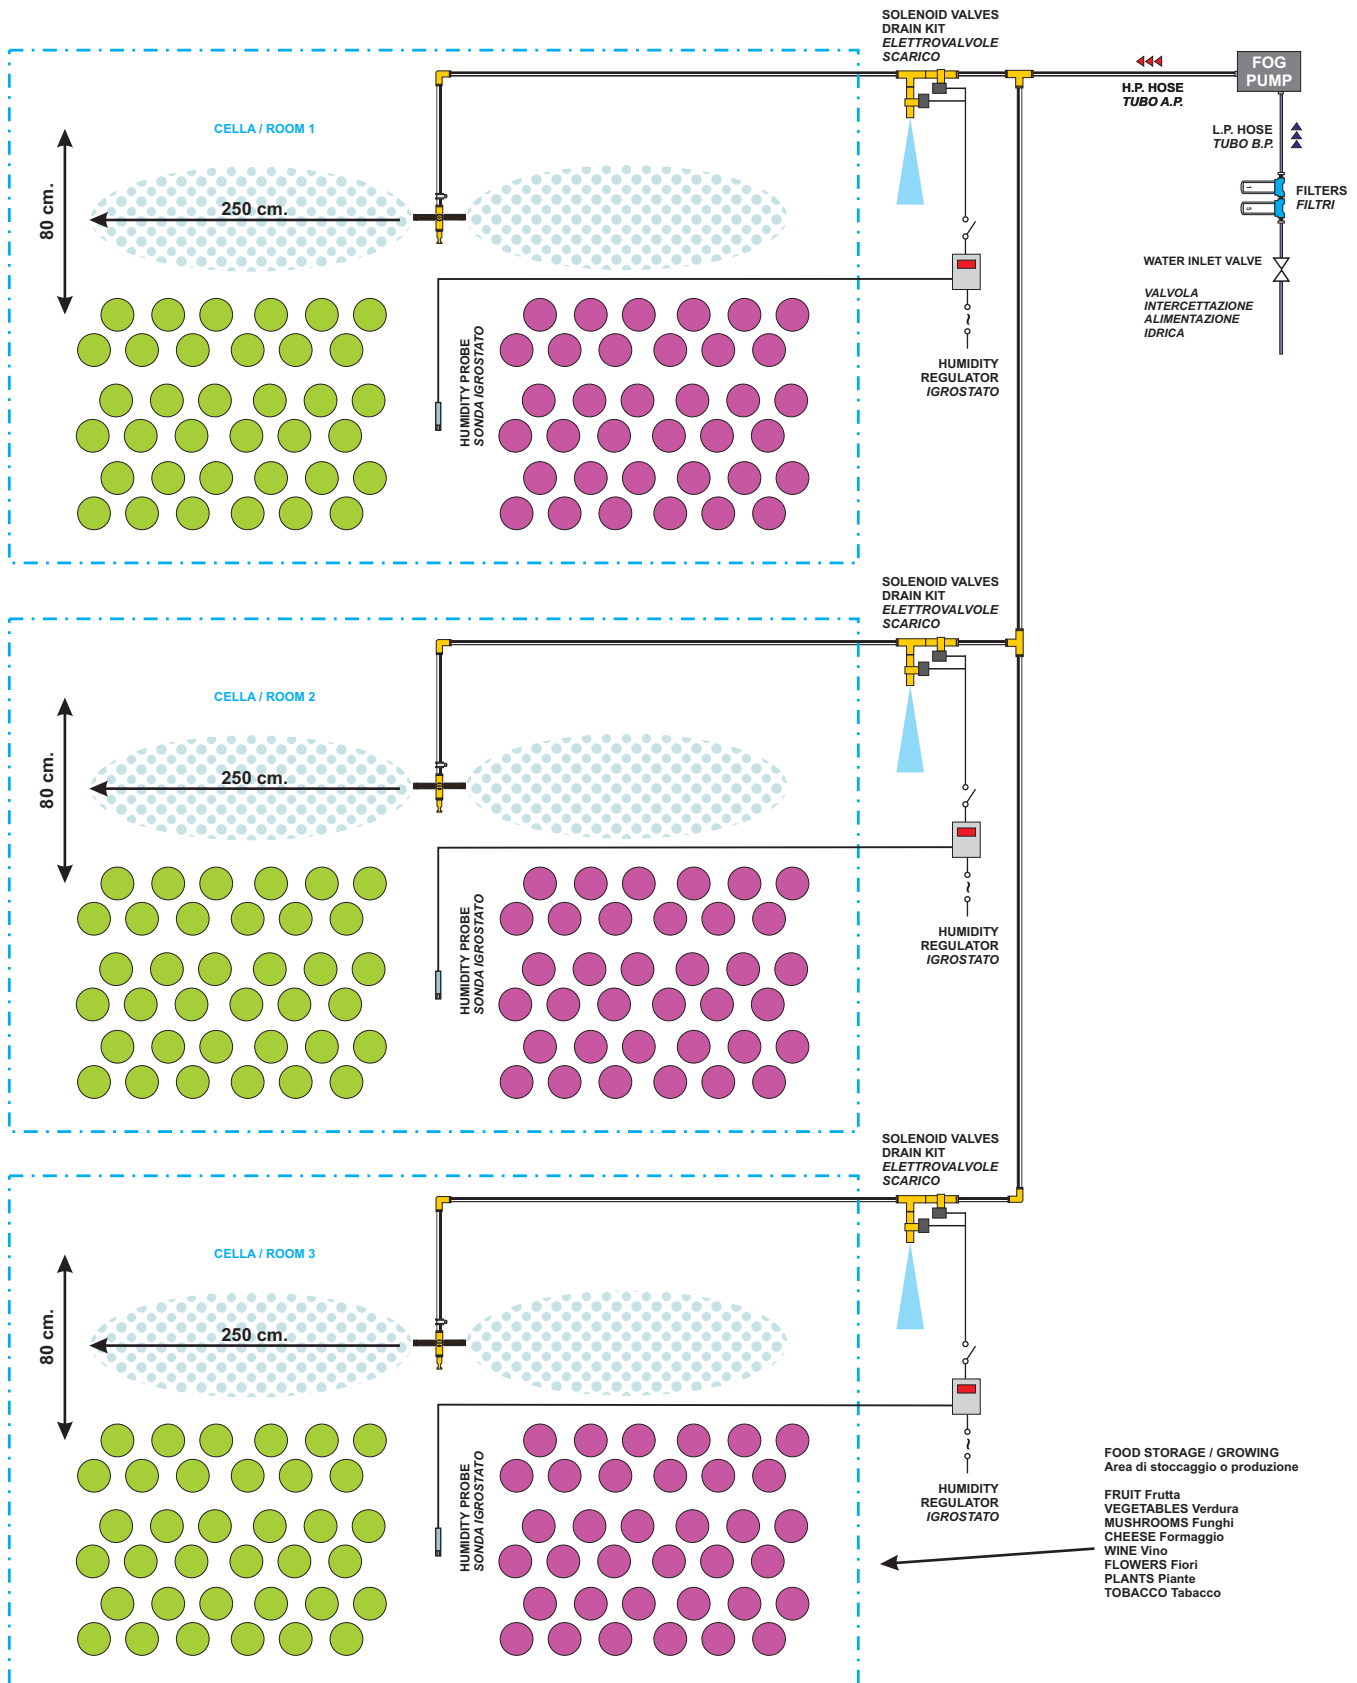 SOLENOID VALVES
DRAIN KIT
ELETTROVALVOLE
SCARICO
FOG
PUMP
H.P. HOSE
TUBO A.P.
L.P. HOSE
TUBO B.P.
FILTERS
FILTRI
WATER INLET VALVE
VALVOLA
INTERCETTAZIONE
ALIMENTAZIONE
IDRICA
CELLA / ROOM 1
80 cm.
250 cm.
HUMIDITY PROBE
SONDA IGROSTATO
HUMIDITY
REGULATOR
IGROSTATO
SOLENOID VALVES
DRAIN KIT
ELETTROVALVOLE
SCARICO
CELLA / ROOM 2
80 cm.
250 cm.
HUMIDITY PROBE
SONDA IGROSTATO
HUMIDITY
REGULATOR
IGROSTATO
SOLENOID VALVES
DRAIN KIT
ELETTROVALVOLE
SCARICO
CELLA / ROOM 3
80 cm.
250 cm.
HUMIDITY PROBE
SONDA IGROSTATO
HUMIDITY
REGULATOR
IGROSTATO
FOOD STORAGE / GROWING
Area di stoccaggio o produzione
FRUIT Frutta
VEGETABLES Verdura
MUSHROOMS Funghi
CHEESE Formaggio
WINE Vino
FLOWERS Fiori
PLANTS Piante
TOBACCO Tabacco